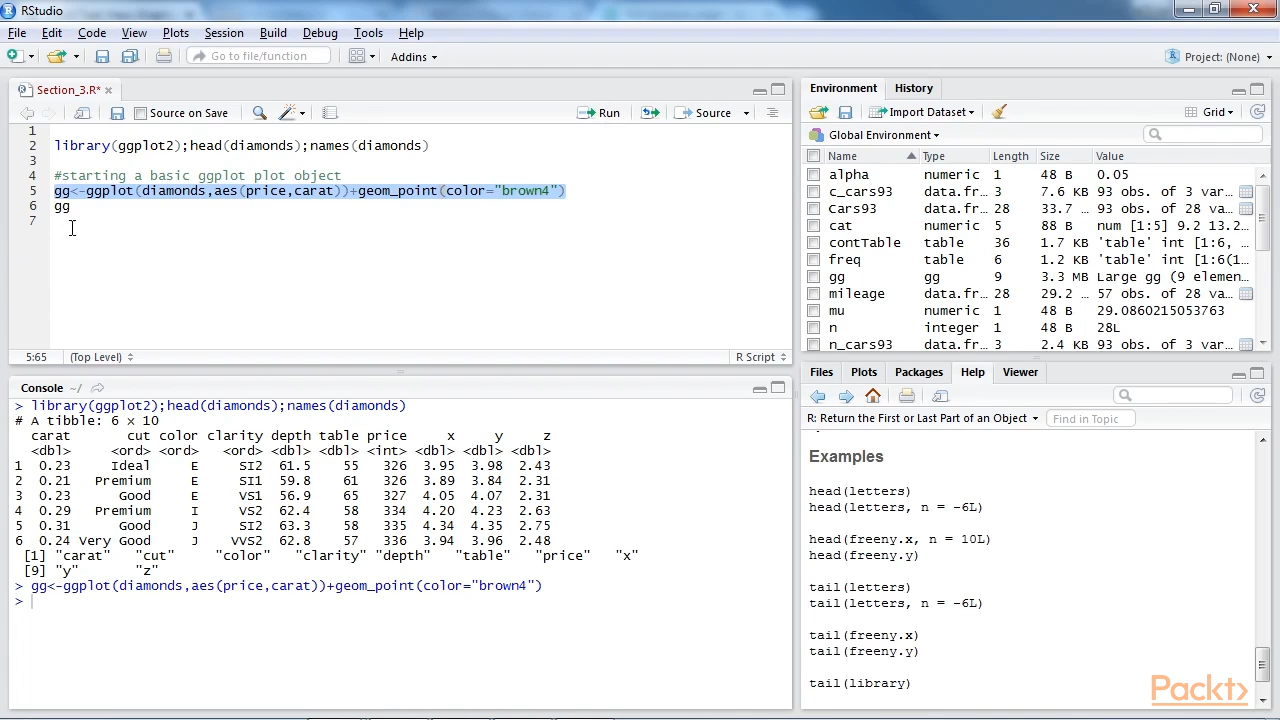 RStudio
File Edit Code View Plots Session Build Debug Tools Help
Go to file/function Addins Project: (None)
Section_3.R*
Source on Save Run Source
1
2 library(ggplot2);head(diamonds);names(diamonds)
3
4 #starting a basic ggplot plot object
5 gg<-ggplot(diamonds,aes(price,carat))+geom_point(color="brown4")
6 gg
7
5:65 (Top Level) R Script
Console ~/
> library(ggplot2);head(diamonds);names(diamonds)
# A tibble: 6 × 10
carat cut color clarity depth table price x y z
<dbl> <ord> <ord> <ord> <dbl> <dbl> <int> <dbl> <dbl> <dbl>
1 0.23 Ideal E SI2 61.5 55 326 3.95 3.98 2.43
2 0.21 Premium E SI1 59.8 61 326 3.89 3.84 2.31
3 0.23 Good E VS1 56.9 65 327 4.05 4.07 2.31
4 0.29 Premium I VS2 62.4 58 334 4.20 4.23 2.63
5 0.31 Good J SI2 63.3 58 335 4.34 4.35 2.75
6 0.24 Very Good J VVS2 62.8 57 336 3.94 3.96 2.48
[1] "carat" "cut" "color" "clarity" "depth" "table" "price" "x"
[9] "y" "z"
> gg<-ggplot(diamonds,aes(price,carat))+geom_point(color="brown4")
>
Environment History
Import Dataset Grid
Global Environment
Name Type Length Size Value
alpha numeric 1 48 B 0.05
c_cars93 data.fr… 3 7.6 KB 93 obs. of 3 var…
Cars93 data.fr… 28 33.7 … 93 obs. of 28 va…
cat numeric 5 88 B num [1:5] 9.2 13.2…
contTable table 36 1.7 KB 'table' int [1:6, …
freq table 6 1.2 KB 'table' int [1:6(1…
gg gg 9 3.3 MB Large gg (9 elemen…
mileage data.fr… 28 29.2 … 57 obs. of 28 va…
mu numeric 1 48 B 29.0860215053763
n integer 1 48 B 28L
n_cars93 data.fr… 3 2.4 KB 93 obs. of 3 var…
Files Plots Packages Help Viewer
R: Return the First or Last Part of an Object Find in Topic
Examples
head(letters)
head(letters, n = -6L)
head(freeny.x, n = 10L)
head(freeny.y)
tail(letters)
tail(letters, n = -6L)
tail(freeny.x)
tail(freeny.y)
tail(library)
Packt>